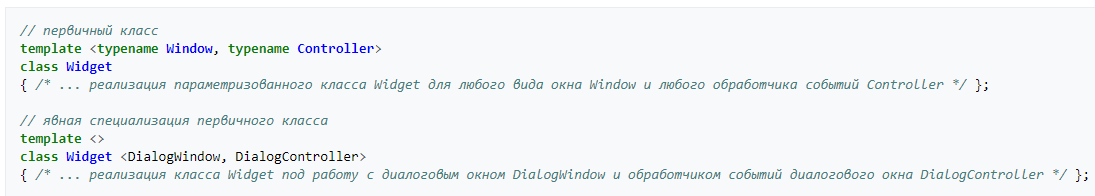 // первичный класс
template <typename Window, typename Controller>
class Widget
{ /* ... реализация параметризованного класса Widget для любого вида окна Window и любого обработчика событий Controller */ };
// явная специализация первичного класса
template <>
class Widget <DialogWindow, DialogController>
{ /* ... реализация класса Widget под работу с диалоговым окном DialogWindow и обработчиком событий диалогового окна DialogController */ };